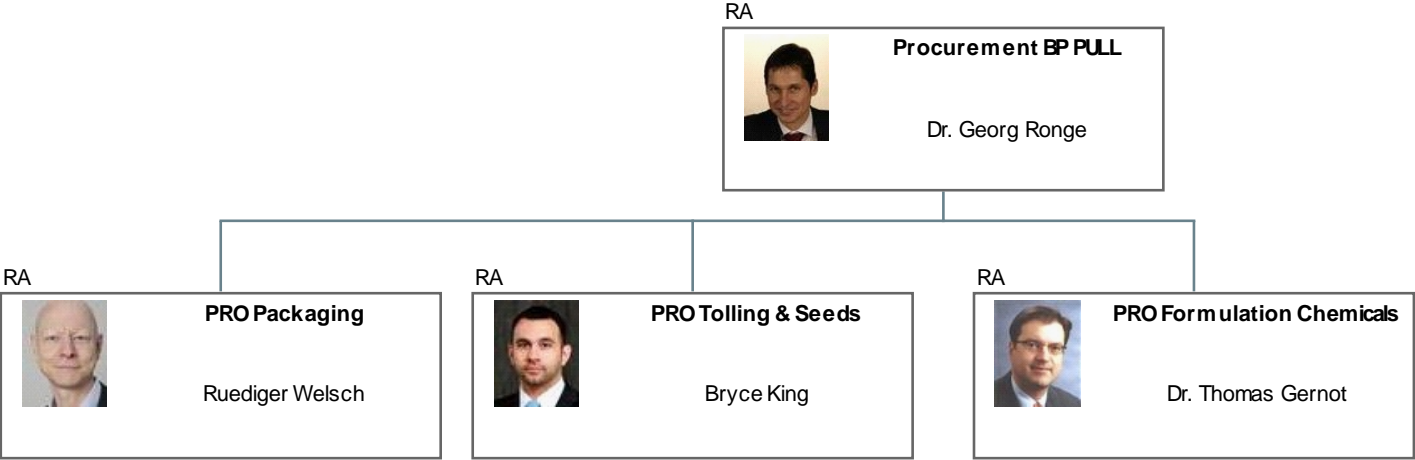 RA
Procurement BP PULL
Dr. Georg Ronge
RA
PRO Packaging
Ruediger Welsch
RA
PRO Tolling & Seeds
Bryce King
RA
PRO Formulation Chemicals
Dr. Thomas Gernot